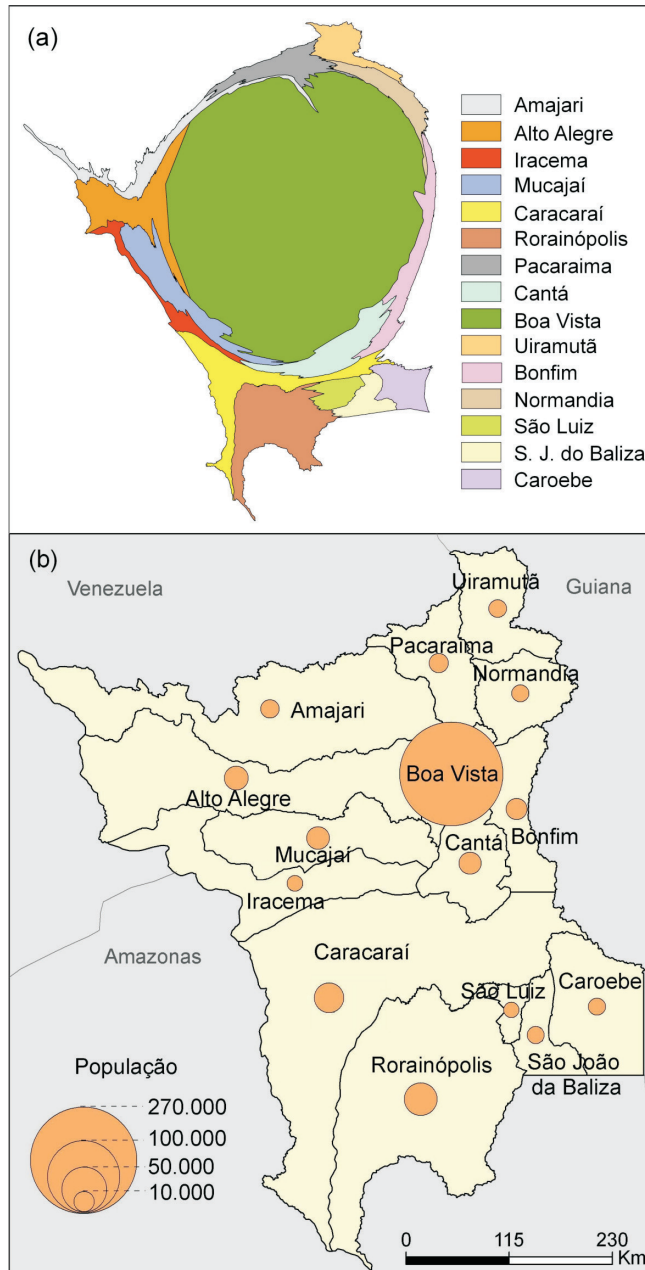 (a)
Amajari
Alto Alegre
Iracema
Mucajaí
Caracaraí
Rorainópolis
Pacaraima
Cantá
Boa Vista
Uiramutã
Bonfim
Normandia
São Luiz
S. J. do Baliza
Caroebe
(b)
Venezuela
Uiramutã
Guiana
Pacaraima
Normandia
Amajari
Boa Vista
Alto Alegre
Bonfim
Mucajaí
Cantá
Iracema
Amazonas
Caracaraí
São Luiz
Caroebe
Rorainópolis
São João
da Baliza
População
270.000
100.000
50.000
10.000
0 115 230
Km